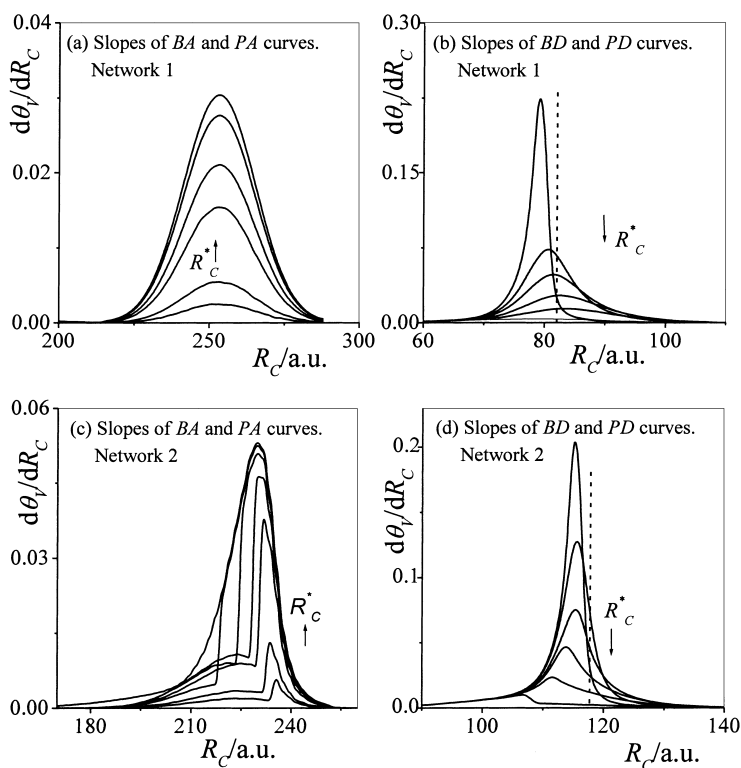 (a) Slopes of BA and PA curves.
Network 1
dθV/dRC
0.04
0.02
0.00
R*C
200
250
300
RC/a.u.
(b) Slopes of BD and PD curves.
Network 1
dθV/dRC
0.30
0.15
0.00
R*C
60
80
100
RC/a.u.
(c) Slopes of BA and PA curves.
Network 2
dθV/dRC
0.06
0.03
0.00
R*C
180
210
240
RC/a.u.
(d) Slopes of BD and PD curves.
Network 2
dθV/dRC
0.2
0.1
0.0
R*C
100
120
140
RC/a.u.